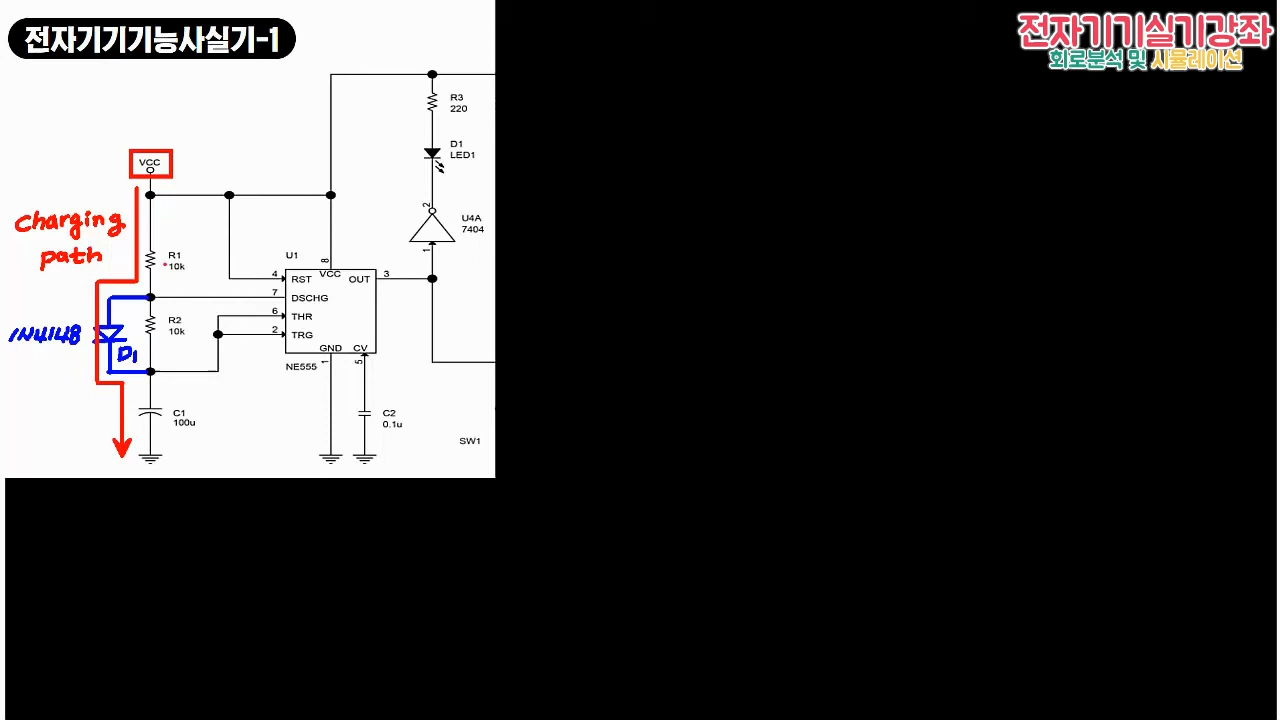 전자기기기능사실기-1
전자기기실기강좌
회로분석 및 시뮬레이션
R3
220
D1
LED1
VCC
2
U4A
7404
1
Charging
path
R1
10k
U1
8
4
RST
VCC
OUT
3
7
DSCHG
6
THR
R2
10k
2
TRG
1N4148
D1
GND
CV
1
5
NE555
C1
100u
C2
0.1u
SW1